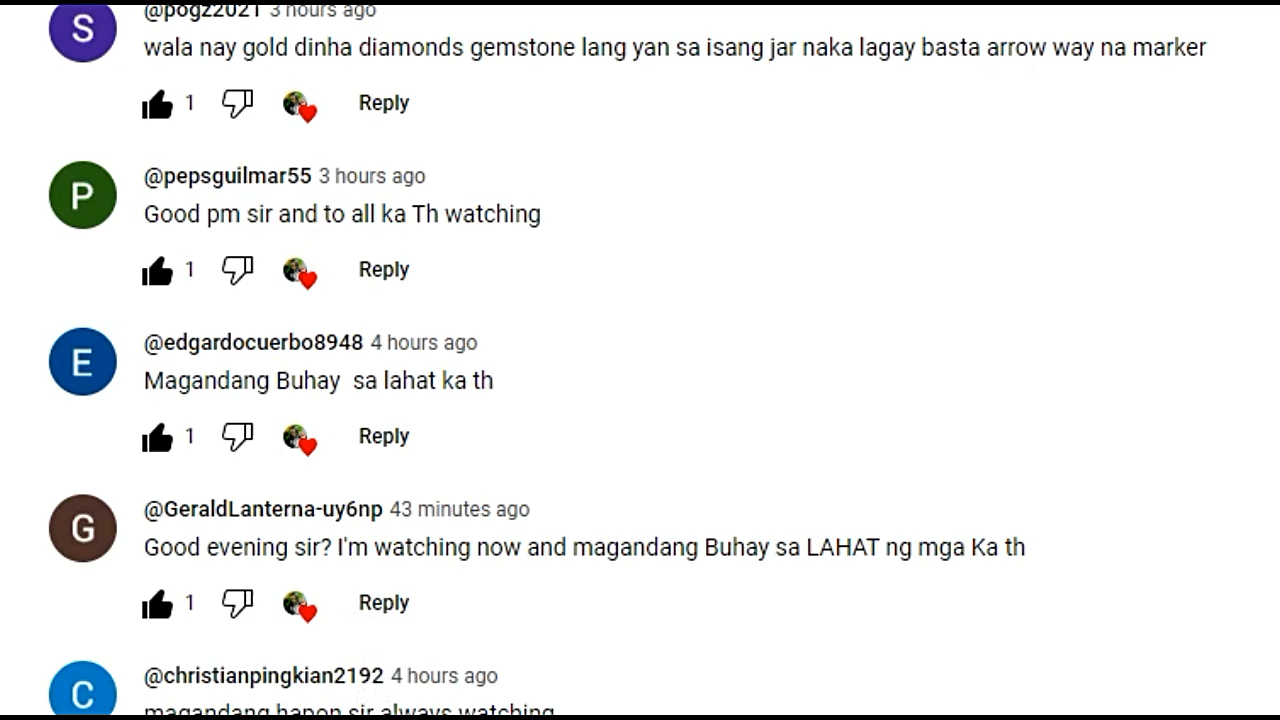 S
@pogz2021 3 hours ago
wala nay gold dinha diamonds gemstone lang yan sa isang jar naka lagay basta arrow way na marker
1 Reply
P
@pepsguilmar55 3 hours ago
Good pm sir and to all ka Th watching
1 Reply
E
@edgardocuerbo8948 4 hours ago
Magandang Buhay  sa lahat ka th
1 Reply
G
@GeraldLanterna-uy6np 43 minutes ago
Good evening sir? I'm watching now and magandang Buhay sa LAHAT ng mga Ka th
1 Reply
C
@christianpingkian2192 4 hours ago
magandang hapon sir always watching